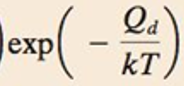 ) exp( − Q_d / kT )